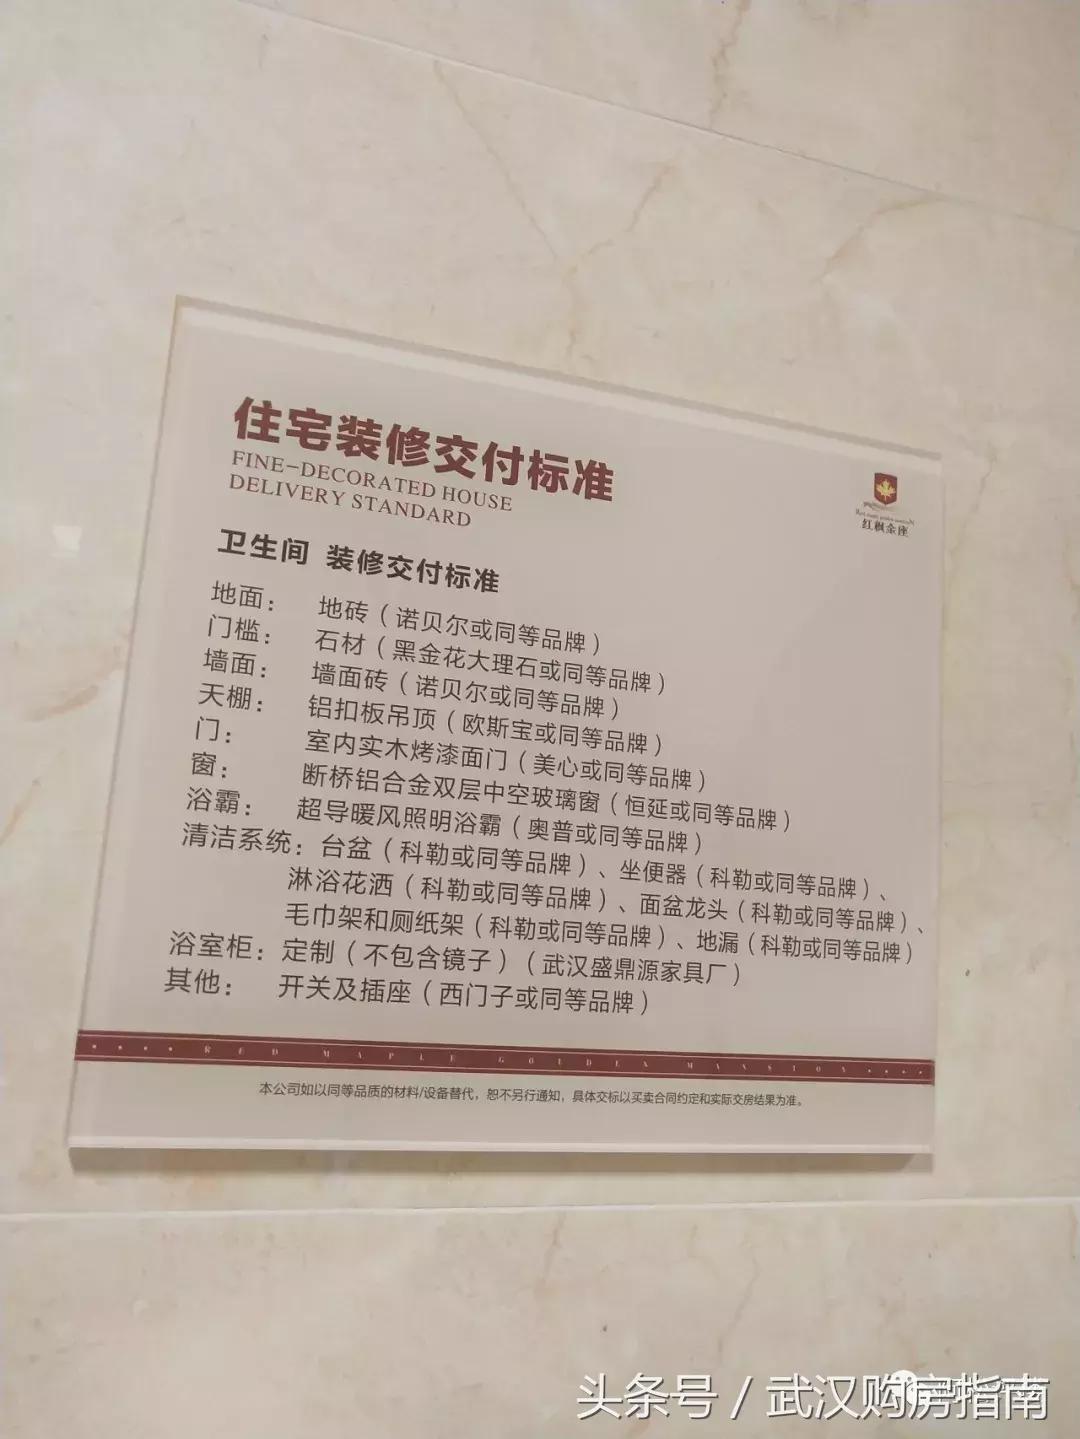 住宅装修交付标准
FINE-DECORATED HOUSE
DELIVERY STANDARD
红枫金座
卫生间 装修交付标准
地面： 地砖（诺贝尔或同等品牌）
门槛： 石材（黑金花大理石或同等品牌）
墙面： 墙面砖（诺贝尔或同等品牌）
天棚： 铝扣板吊顶（欧斯宝或同等品牌）
门： 室内实木烤漆面门（美心或同等品牌）
窗： 断桥铝合金双层中空玻璃窗（恒延或同等品牌）
浴霸： 超导暖风照明浴霸（奥普或同等品牌）
清洁系统：台盆（科勒或同等品牌）、坐便器（科勒或同等品牌）、
淋浴花洒（科勒或同等品牌）、面盆龙头（科勒或同等品牌）、
毛巾架和厕纸架（科勒或同等品牌）、地漏（科勒或同等品牌）
浴室柜：定制（不包含镜子）（武汉盛鼎源家具厂）
其他： 开关及插座（西门子或同等品牌）
RED MAPLE GOLDEN MANSION
本公司如以同等品质的材料/设备替代，恕不另行通知，具体交标以买卖合同约定和实际交房结果为准。
头条号 / 武汉购房指南